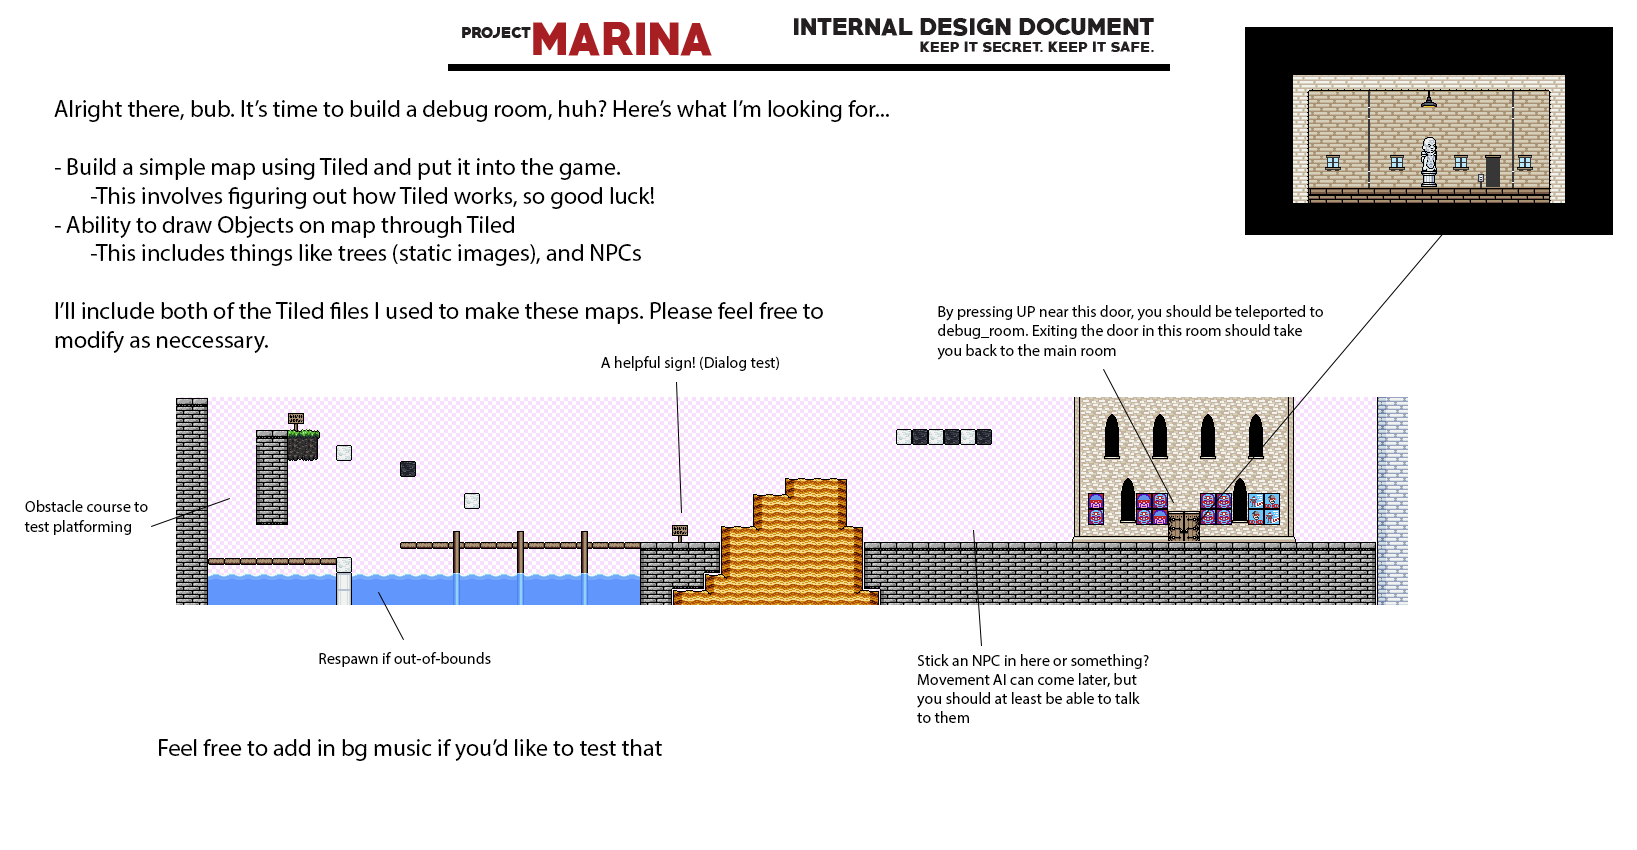 PROJECT MARINA
INTERNAL DESIGN DOCUMENT
KEEP IT SECRET. KEEP IT SAFE.
Alright there, bub. It's time to build a debug room, huh? Here's what I'm looking for...
- Build a simple map using Tiled and put it into the game.
-This involves figuring out how Tiled works, so good luck!
- Ability to draw Objects on map through Tiled
-This includes things like trees (static images), and NPCs
I'll include both of the Tiled files I used to make these maps. Please feel free to
modify as neccessary.
By pressing UP near this door, you should be teleported to
debug_room. Exiting the door in this room should take
you back to the main room
A helpful sign! (Dialog test)
Obstacle course to
test platforming
Respawn if out-of-bounds
Stick an NPC in here or something?
Movement AI can come later, but
you should at least be able to talk
to them
Feel free to add in bg music if you'd like to test that